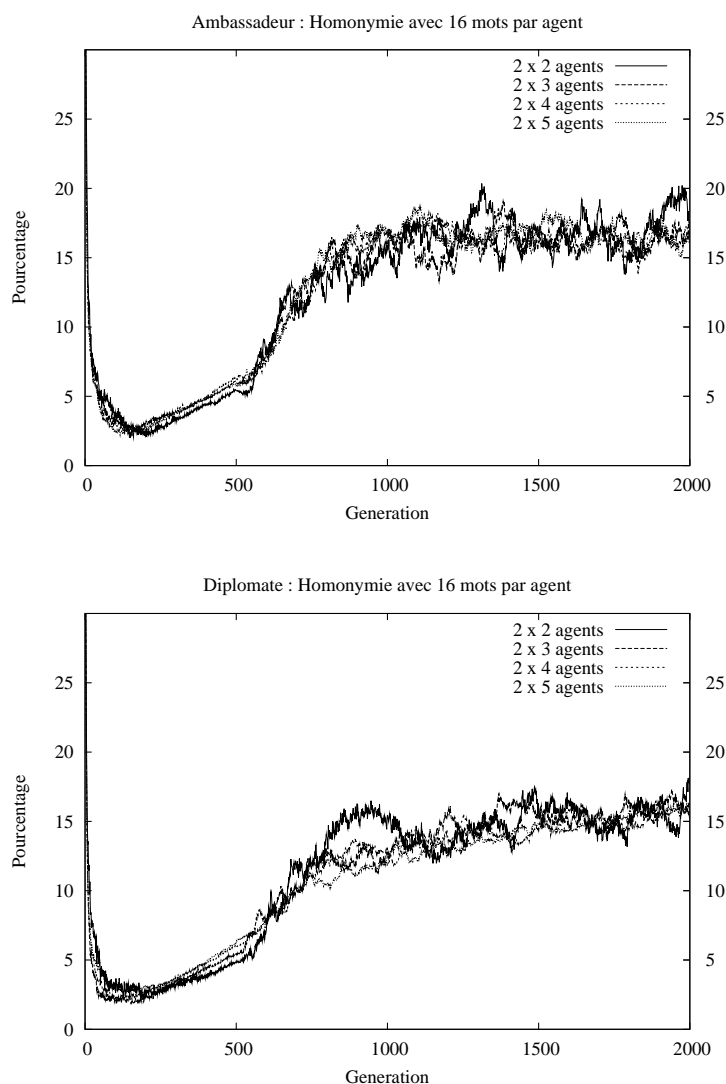 Ambassadeur : Homonymie avec 16 mots par agent
2 x 2 agents
2 x 3 agents
2 x 4 agents
2 x 5 agents
25 25
20 20
15 15
10 10
5 5
0
Pourcentage
0 500 1000 1500 2000
Generation
Diplomate : Homonymie avec 16 mots par agent
2 x 2 agents
2 x 3 agents
2 x 4 agents
2 x 5 agents
25 25
20 20
15 15
10 10
5 5
0
Pourcentage
0 500 1000 1500 2000
Generation